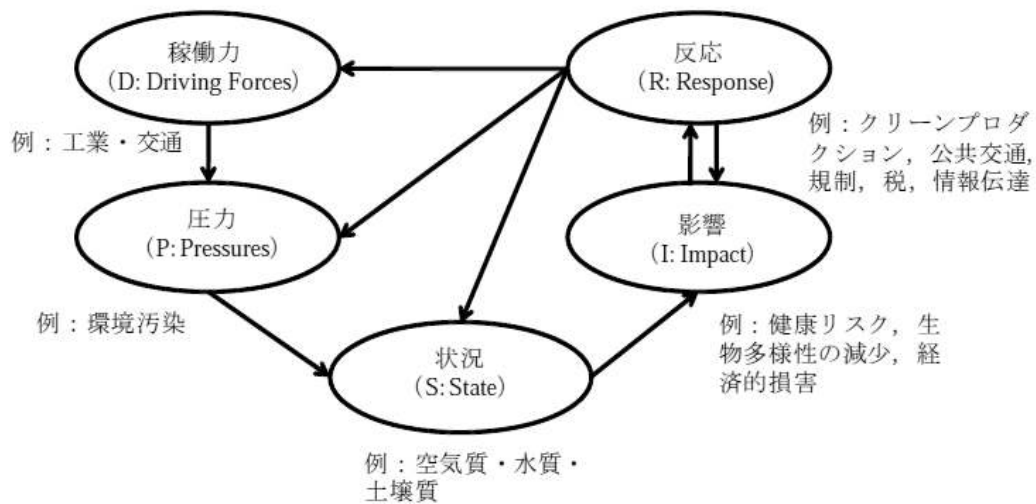 稼働力
(D: Driving Forces)
反応
(R: Response)
例：工業・交通
例：クリーンプロダ
クション，公共交通，
規制，税，情報伝達
圧力
(P: Pressures)
影響
(I: Impact)
例：環境汚染
例：健康リスク，生
物多様性の減少，経
済的損害
状況
(S: State)
例：空気質・水質・
土壌質